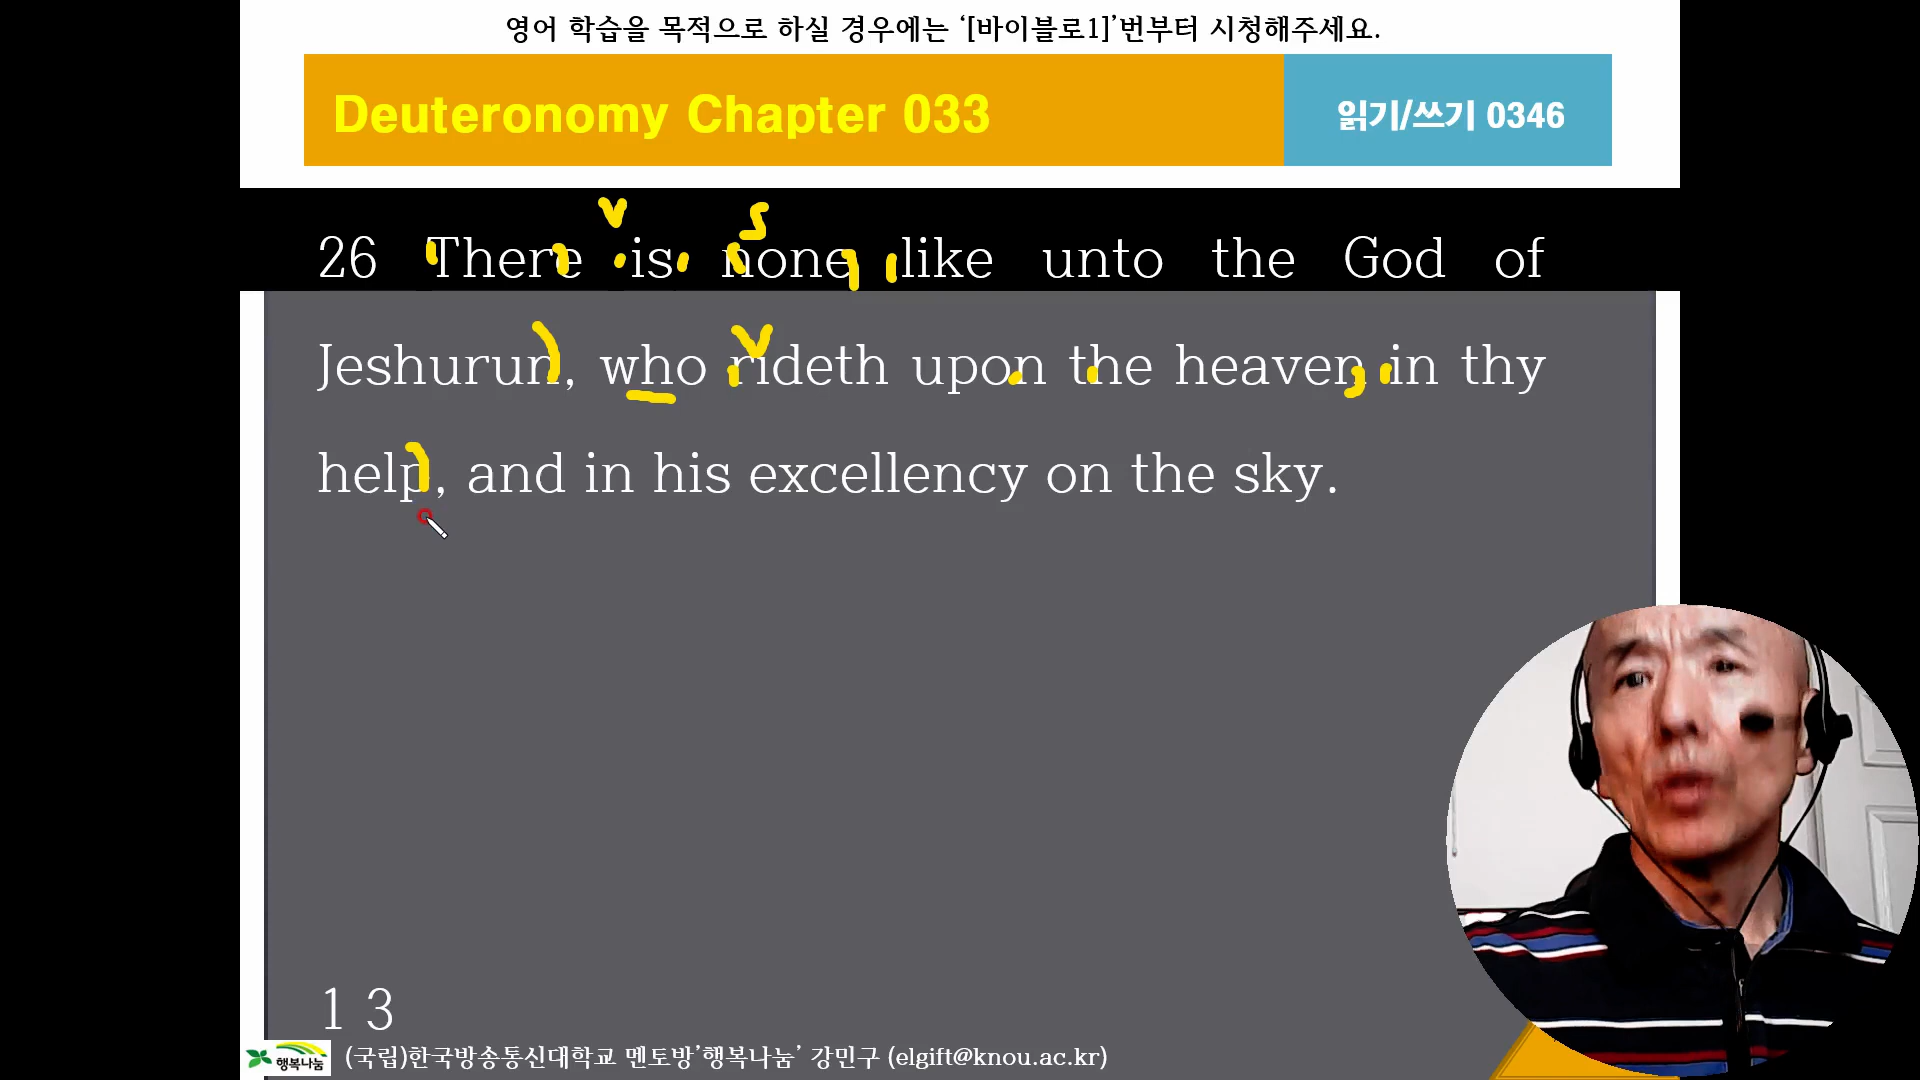 영어 학습을 목적으로 하실 경우에는 ‘[바이블로1]’번부터 시청해주세요.
Deuteronomy Chapter 033
읽기/쓰기 0346
v s
26 There is none like unto the God of
v
Jeshurun, who rideth upon the heaven in thy
help, and in his excellency on the sky.
1 3
행복나눔 (국립)한국방송통신대학교 멘토방’행복나눔’ 강민구 (elgift@knou.ac.kr)